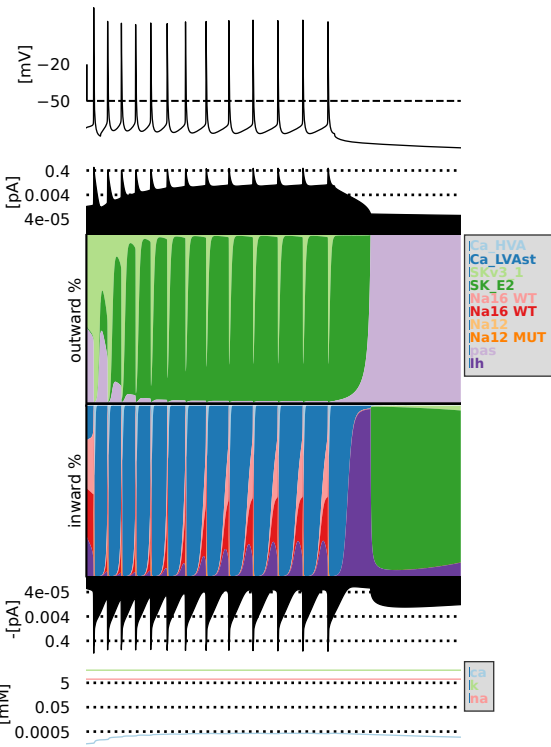 [mV]
−20
−50
[pA]
0.4
0.004
4e-05
outward %
Ca_HVA
Ca_LVAst
SKv3_1
SK_E2
Na16 WT
Na16 WT
Na12
Na12 MUT
pas
Ih
inward %
-[pA]
4e-05
0.004
0.4
[mM]
5
0.05
0.0005
ca
k
na